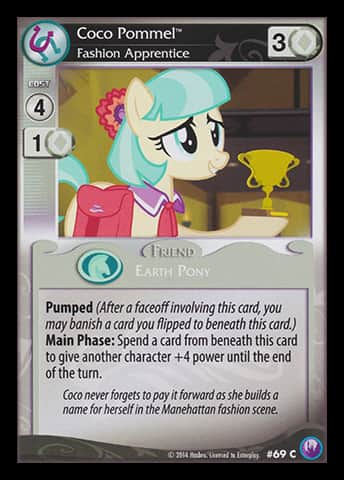 Coco Pommel™
Fashion Apprentice
3
COST
4
1
FRIEND
EARTH PONY
Pumped (After a faceoff involving this card, you
may banish a card you flipped to beneath this card.)
Main Phase: Spend a card from beneath this card
to give another character +4 power until the end
of the turn.
Coco never forgets to pay it forward as she builds a
name for herself in the Manehattan fashion scene.
© 2014 Hasbro. Licensed to Enterplay.
#69 C